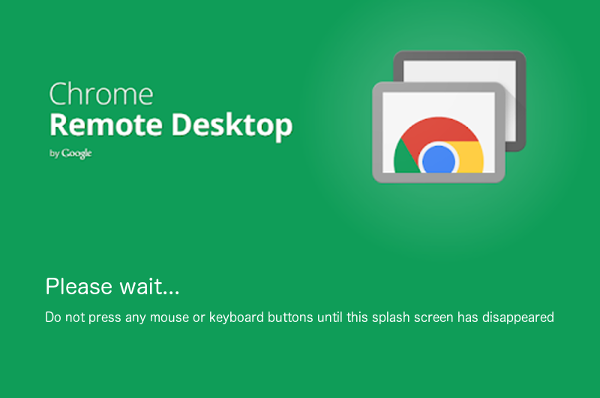 Chrome
Remote Desktop
by Google
Please wait...
Do not press any mouse or keyboard buttons until this splash screen has disappeared